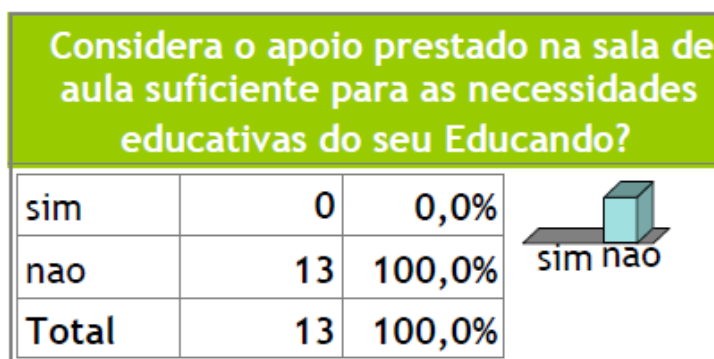 Considera o apoio prestado na sala de
aula suficiente para as necessidades
educativas do seu Educando?
sim 0 0,0%
nao 13 100,0%
Total 13 100,0%
sim nao